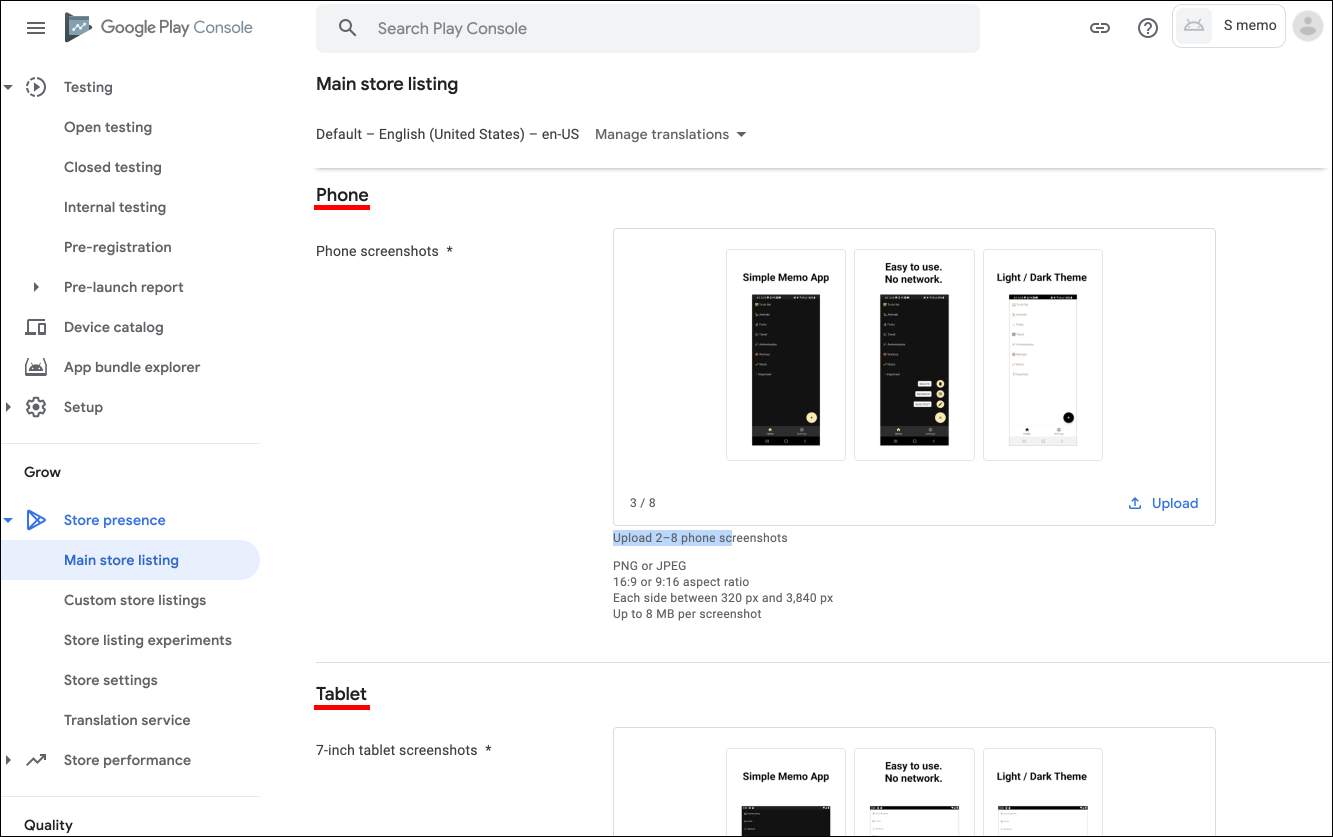 Google Play Console
Search Play Console
S memo
Testing
Open testing
Closed testing
Internal testing
Pre-registration
Pre-launch report
Device catalog
App bundle explorer
Setup
Grow
Store presence
Main store listing
Custom store listings
Store listing experiments
Store settings
Translation service
Store performance
Quality
Main store listing
Default – English (United States) – en-US Manage translations
Phone
Phone screenshots *
Simple Memo App
Easy to use.
No network.
Light / Dark Theme
3 / 8
Upload
Upload 2–8 phone screenshots
PNG or JPEG
16:9 or 9:16 aspect ratio
Each side between 320 px and 3,840 px
Up to 8 MB per screenshot
Tablet
7-inch tablet screenshots *
Simple Memo App
Easy to use.
No network.
Light / Dark Theme